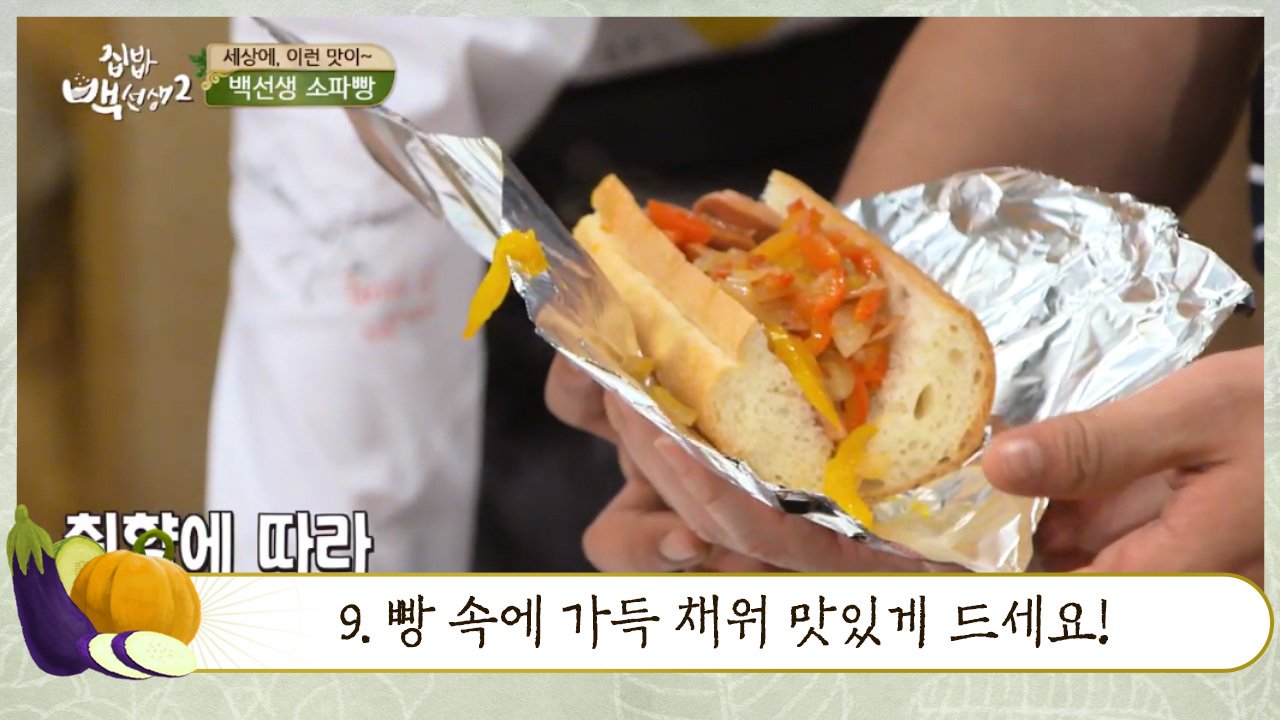 집밥
백선생2
세상에, 이런 맛이~
백선생 소파빵
취향에 따라
9. 빵 속에 가득 채워 맛있게 드세요!